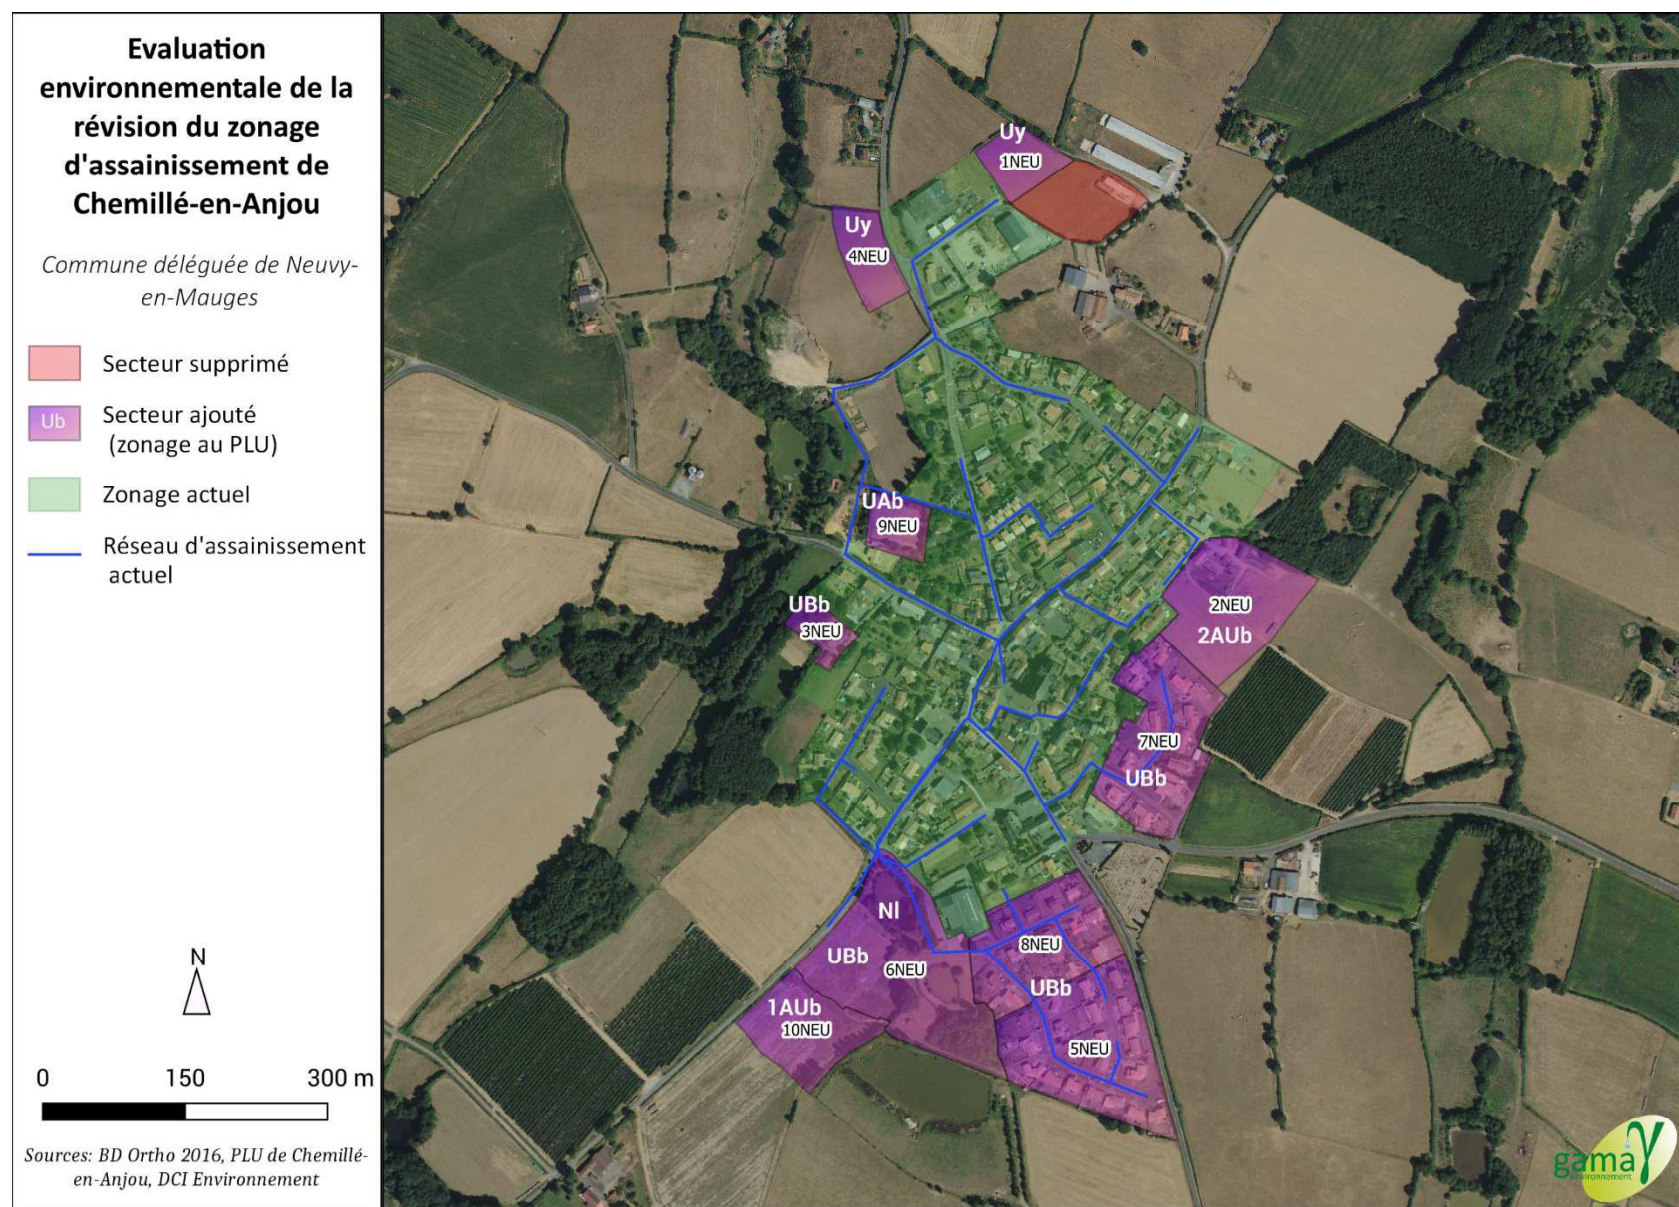 Evaluation
environnementale de la
révision du zonage
d'assainissement de
Chemillé-en-Anjou
Commune déléguée de Neuvy-
en-Mauges
Secteur supprimé
Ub
Secteur ajouté
(zonage au PLU)
Zonage actuel
Réseau d'assainissement
actuel
N
0 150 300 m
Sources: BD Ortho 2016, PLU de Chemillé-
en-Anjou, DCI Environnement
Uy
1NEU
Uy
4NEU
UAb
9NEU
UBb
3NEU
2NEU
2AUb
7NEU
UBb
Nl
UBb
6NEU
8NEU
UBb
1AUb
10NEU
5NEU
gama
environnement